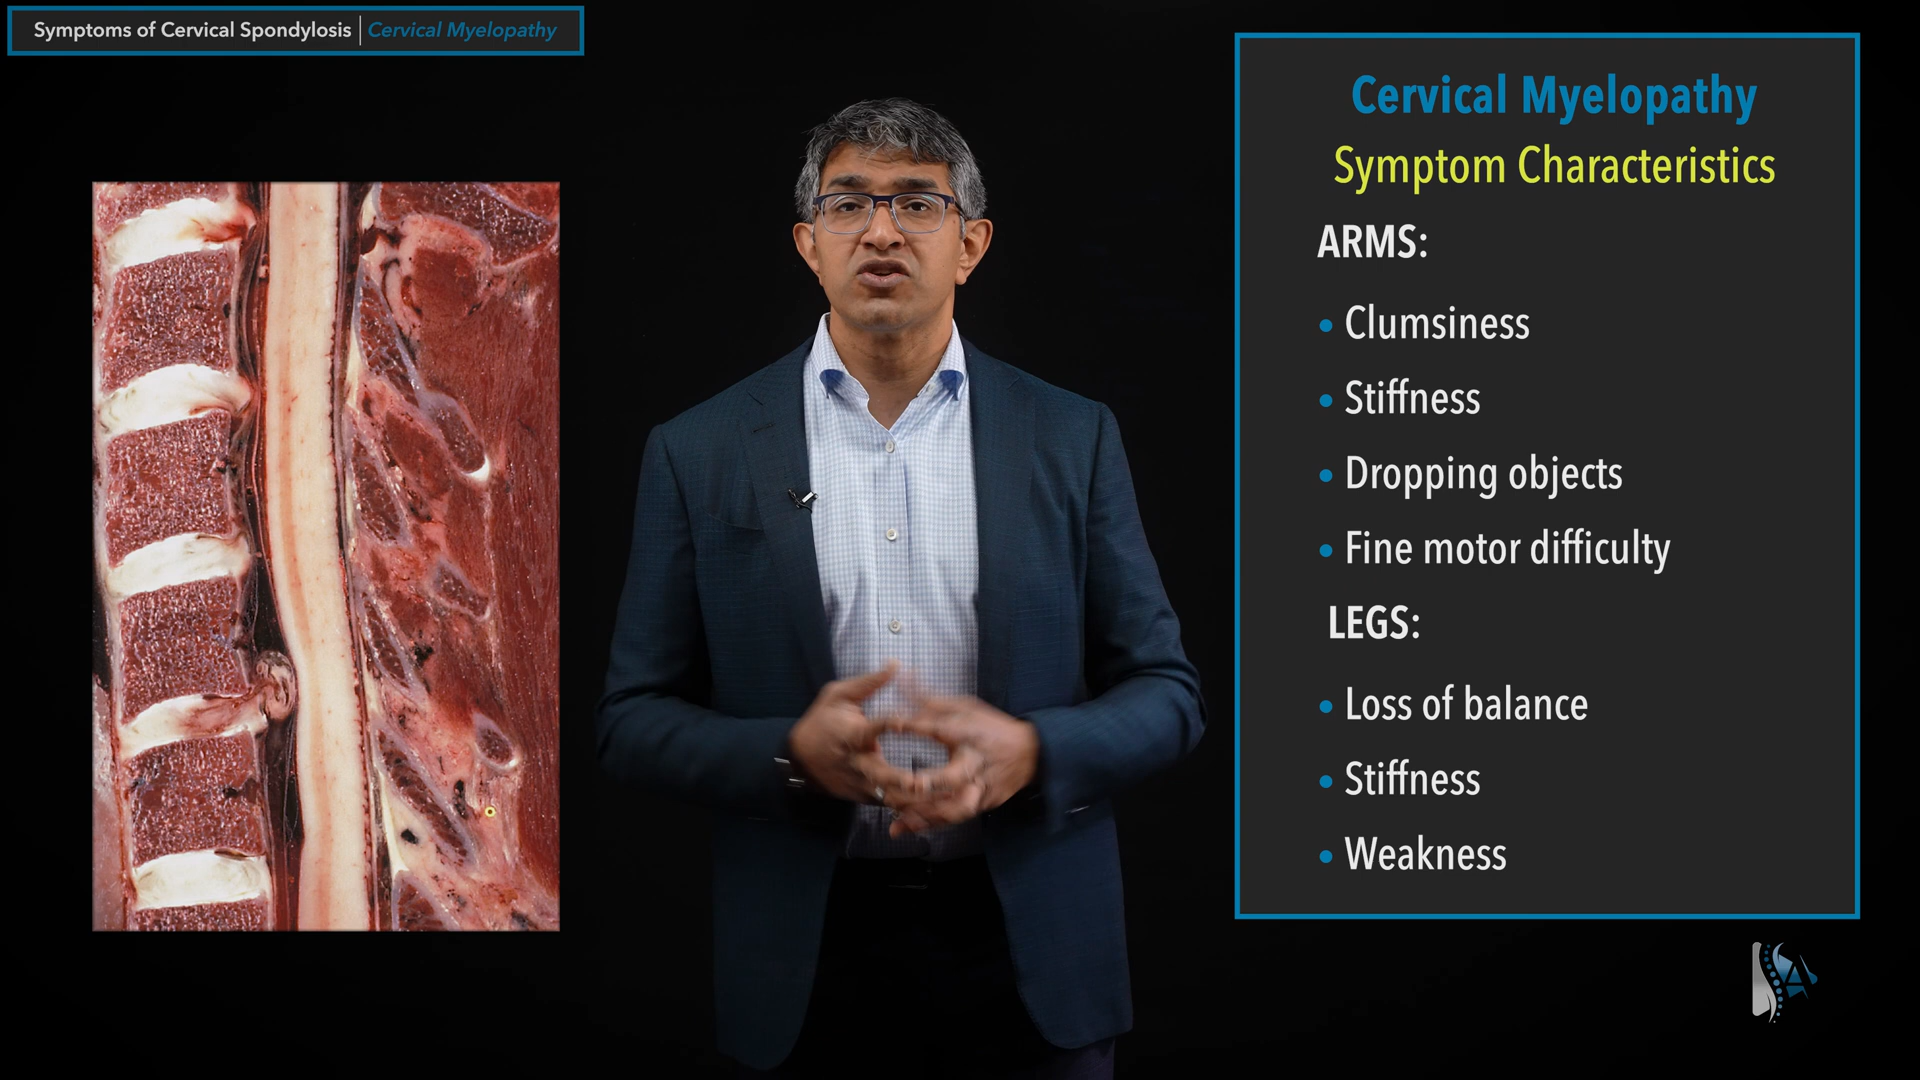 Symptoms of Cervical Spondylosis | Cervical Myelopathy
Cervical Myelopathy
Symptom Characteristics
ARMS:
• Clumsiness
• Stiffness
• Dropping objects
• Fine motor difficulty
LEGS:
• Loss of balance
• Stiffness
• Weakness
A